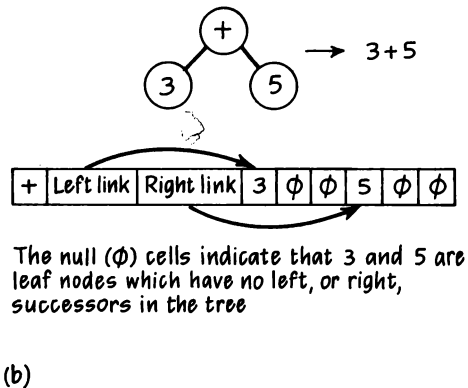 +
3 5 → 3+5
+ Left link Right link 3 ϕ ϕ 5 ϕ ϕ
The null (ϕ) cells indicate that 3 and 5 are
leaf nodes which have no left, or right,
successors in the tree
(b)